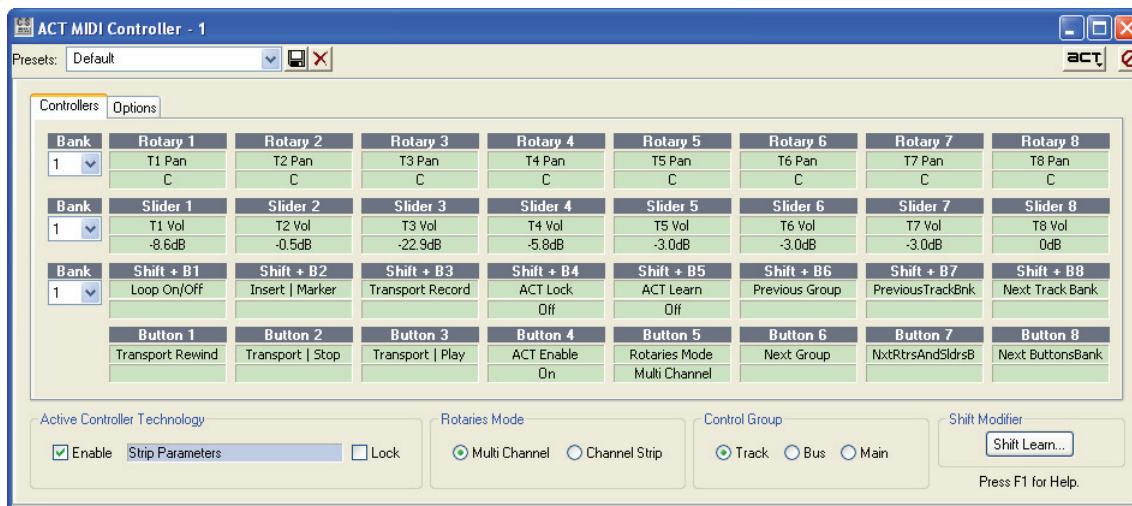 ACT MIDI Controller - 1
Presets: Default act
Controllers Options
Bank Rotary 1 Rotary 2 Rotary 3 Rotary 4 Rotary 5 Rotary 6 Rotary 7 Rotary 8
1 T1 Pan T2 Pan T3 Pan T4 Pan T5 Pan T6 Pan T7 Pan T8 Pan
C C C C C C C C
Bank Slider 1 Slider 2 Slider 3 Slider 4 Slider 5 Slider 6 Slider 7 Slider 8
1 T1 Vol T2 Vol T3 Vol T4 Vol T5 Vol T6 Vol T7 Vol T8 Vol
-8.6dB -0.5dB -22.9dB -5.8dB -3.0dB -3.0dB -3.0dB 0dB
Bank Shift + B1 Shift + B2 Shift + B3 Shift + B4 Shift + B5 Shift + B6 Shift + B7 Shift + B8
1 Loop On/Off Insert | Marker Transport Record ACT Lock ACT Learn Previous Group PreviousTrackBnk Next Track Bank
Off Off
Button 1 Button 2 Button 3 Button 4 Button 5 Button 6 Button 7 Button 8
Transport Rewind Transport | Stop Transport | Play ACT Enable Rotaries Mode Next Group NxtRtrsAndSldrsB Next ButtonsBank
On Multi Channel
Active Controller Technology Rotaries Mode Control Group Shift Modifier
Enable Strip Parameters Lock Multi Channel Channel Strip Track Bus Main Shift Learn...
Press F1 for Help.